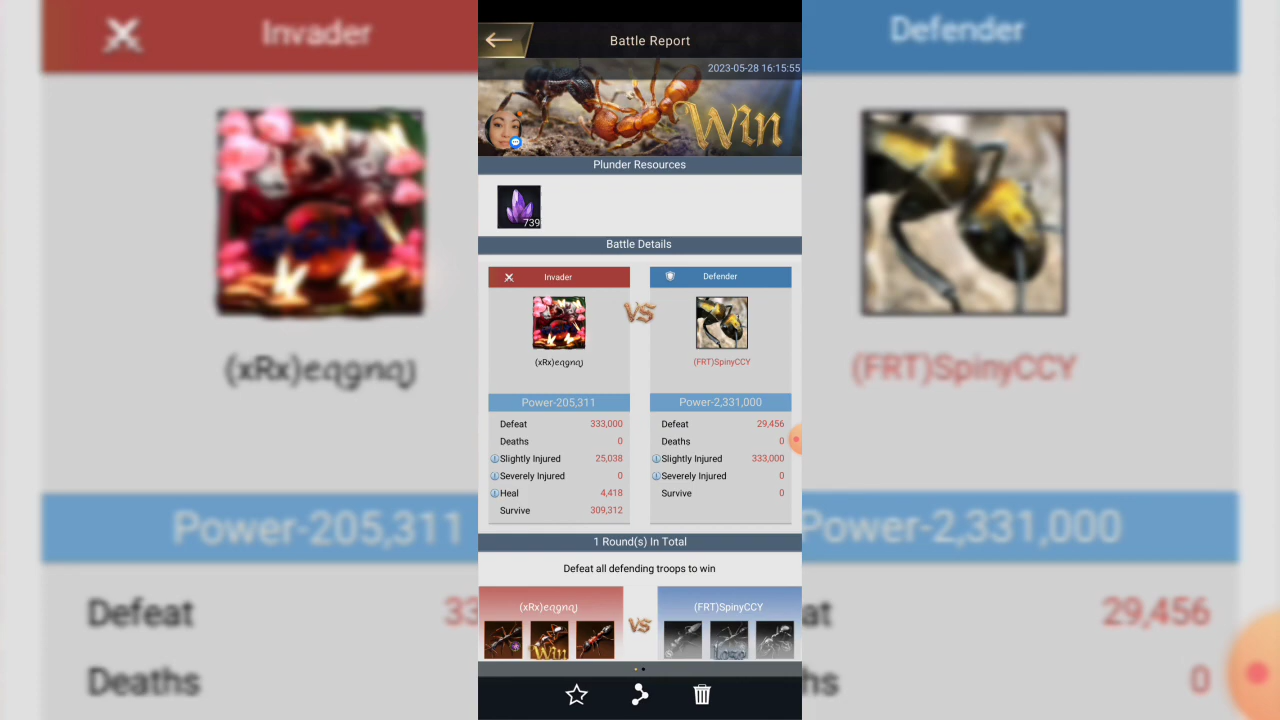 Battle Report
2023-05-28 16:15:55
Win
Plunder Resources
739
Battle Details
Invader
VS
Defender
(xRx)
(FRT)SpinyCCY
Power-205,311
Power-2,331,000
Defeat 333,000
Deaths 0
Slightly Injured 25,038
Severely Injured 0
Heal 4,418
Survive 309,312
Defeat 29,456
Deaths 0
Slightly Injured 333,000
Severely Injured 0
Survive 0
1 Round(s) In Total
Defeat all defending troops to win
(xRx)
VS
(FRT)SpinyCCY
Win
Lose
Invader
(xRx)
Power-205,311
Defeat 33
Deaths
Defender
(FRT)SpinyCCY
Power-2,331,000
at 29,456
hs 0